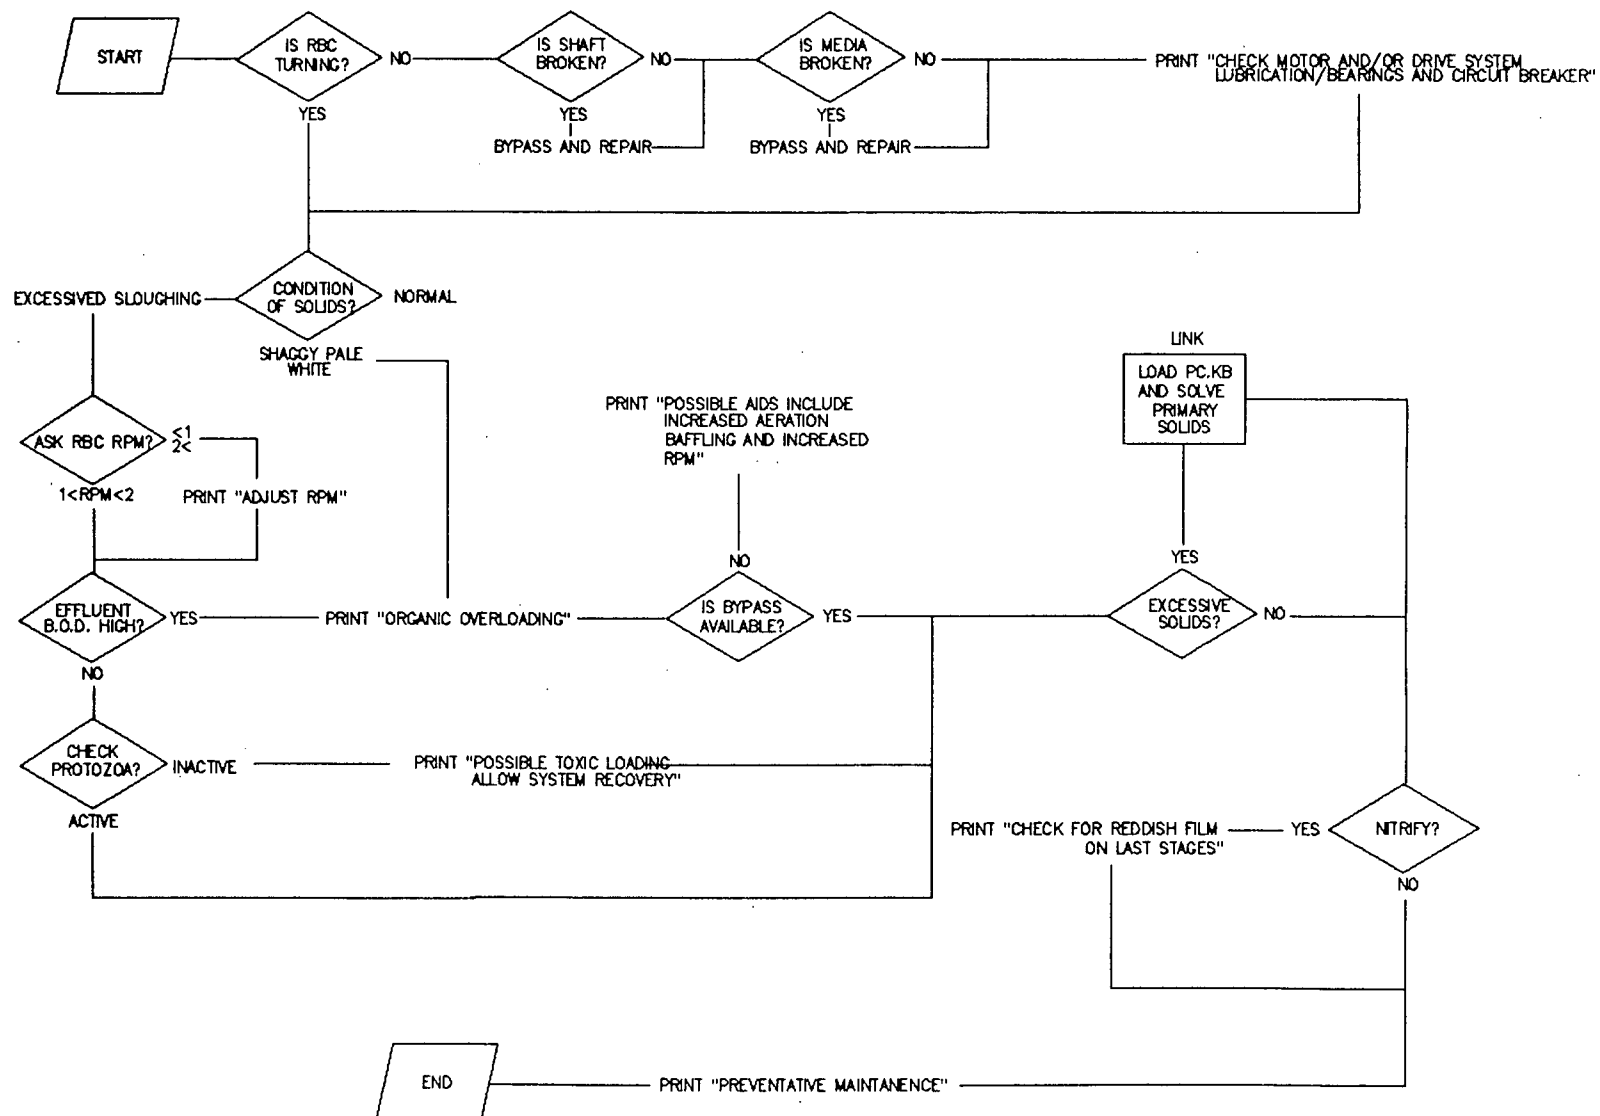 START
IS RBC
TURNING?
NO
IS SHAFT
BROKEN?
NO
IS MEDIA
BROKEN?
NO
PRINT "CHECK MOTOR AND/OR DRIVE SYSTEM
LUBRICATION/BEARINGS AND CIRCUIT BREAKER"
YES
YES
YES
BYPASS AND REPAIR
BYPASS AND REPAIR
EXCESSIVED SLOUGHING
CONDITION
OF SOLIDS?
NORMAL
SHAGGY PALE
WHITE
LINK
LOAD PC.KB
AND SOLVE
PRIMARY
SOLIDS
PRINT "POSSIBLE AIDS INCLUDE
INCREASED AERATION
BAFFLING AND INCREASED
RPM"
ASK RBC RPM?
<1
2<
1<RPM<2
PRINT "ADJUST RPM"
NO
YES
EFFLUENT
B.O.D. HIGH?
YES
PRINT "ORGANIC OVERLOADING"
IS BYPASS
AVAILABLE?
YES
EXCESSIVE
SOLIDS?
NO
NO
CHECK
PROTOZOA?
INACTIVE
PRINT "POSSIBLE TOXIC LOADING
ALLOW SYSTEM RECOVERY"
ACTIVE
PRINT "CHECK FOR REDDISH FILM
ON LAST STAGES"
YES
NITRIFY?
NO
END
PRINT "PREVENTATIVE MAINTANENCE"